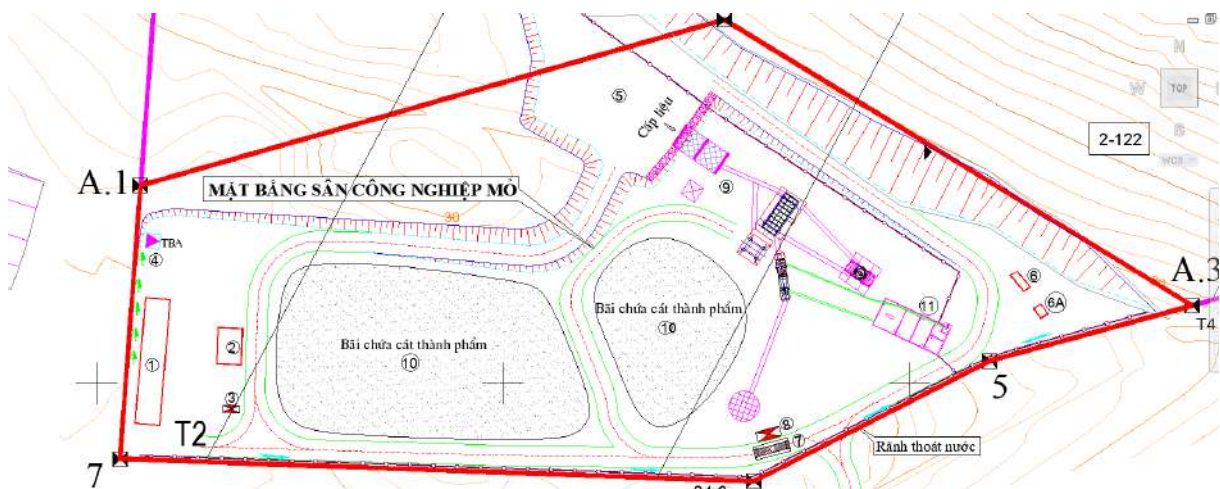 N
W
TOP
S
WCS
2-122
A.1
MẶT BẰNG SÂN CÔNG NGHIỆP MỎ
30
Cấp liệu
5
9
TBA
4
1
2
3
Bãi chứa cát thành phẩm
10
Bãi chứa cát thành phẩm
10
11
6
6A
A.3
T4
5
T2
7
8
7
Rãnh thoát nước